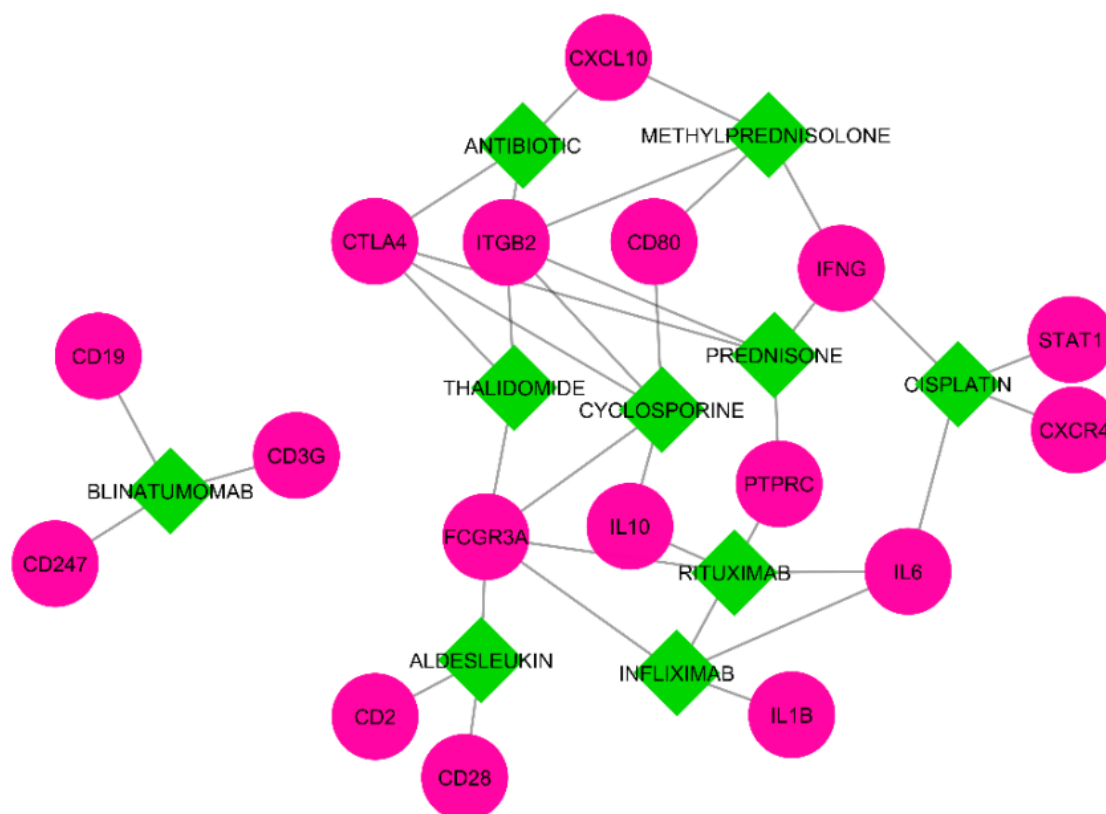 CXCL10
ANTIBIOTIC
METHYLPREDNISOLONE
CTLA4
ITGB2
CD80
IFNG
CD19
STAT1
PREDNISONE
CISPLATIN
THALIDOMIDE
CYCLOSPORINE
CXCR4
CD3G
BLINATUMOMAB
PTPRC
IL10
FCGR3A
CD247
RITUXIMAB
IL6
ALDESLEUKIN
INFLIXIMAB
CD2
IL1B
CD28